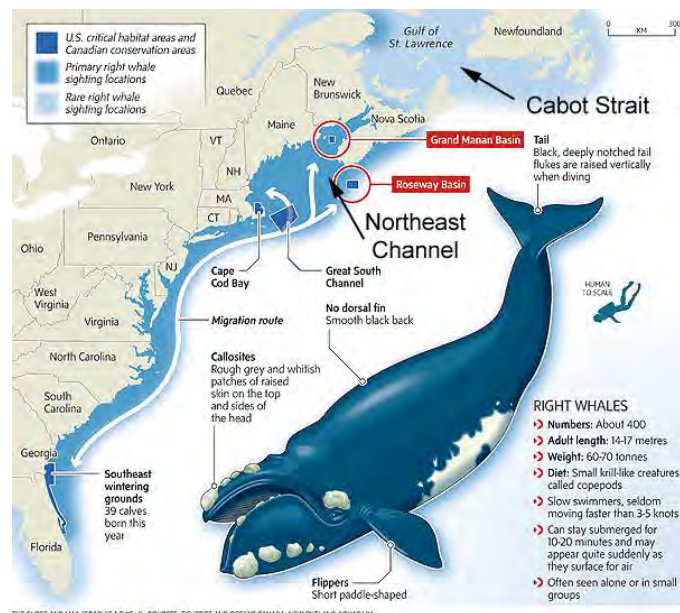 U.S. critical habitat areas and
Canadian conservation areas
Primary right whale
sighting locations
Rare right whale
sighting locations
Gulf of
St. Lawrence
Newfoundland
0
KM
300
Quebec
New
Brunswick
Cabot Strait
Nova Scotia
Maine
Ontario
VT
Grand Manan Basin
Tail
Black, deeply notched tail
flukes are raised vertically
when diving
NH
New York
Roseway Basin
MA
CT
Northeast
Channel
Pennsylvania
Ohio
NJ
Cape
Cod Bay
Great South
Channel
HUMAN
TO SCALE
West
Virginia
No dorsal fin
Smooth black back
Virginia
Migration route
North Carolina
Callosites
Rough grey and whitish
patches of raised
skin on the top
and sides of
the head
South
Carolina
Georgia
Southeast
wintering
grounds
39 calves
born this
year
Florida
RIGHT WHALES
Numbers: About 400
Adult length: 14-17 metres
Weight: 60-70 tonnes
Diet: Small krill-like creatures
called copepods
Slow swimmers, seldom
moving faster than 3-5 knots
Can stay submerged for
10-20 minutes and may
appear quite suddenly as
they surface for air
Often seen alone or in small
groups
Flippers
Short paddle-shaped